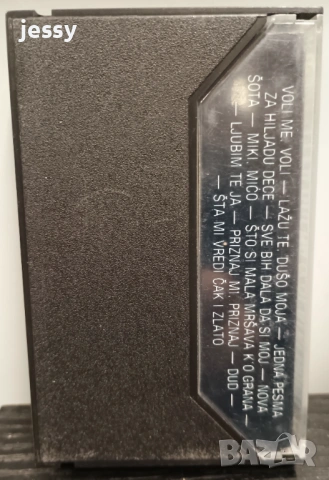 jessy
VOLI ME, VOLI — LAŽU TE, DUŠO MOJA — JEDNA PESMA
ZA HILJADU DECE — SVE BIH DALA DA SI MOJ — NOVA
ŠOTA — MIKI, MIĆO — ŠTO SI MALA MRŠAVA K'O GRANA —
— LJUBIM TE JA — PRIZNAJ MI, PRIZNAJ — DUD —
— ŠTA MI VREDI ČAK I ZLATO
BAZAR